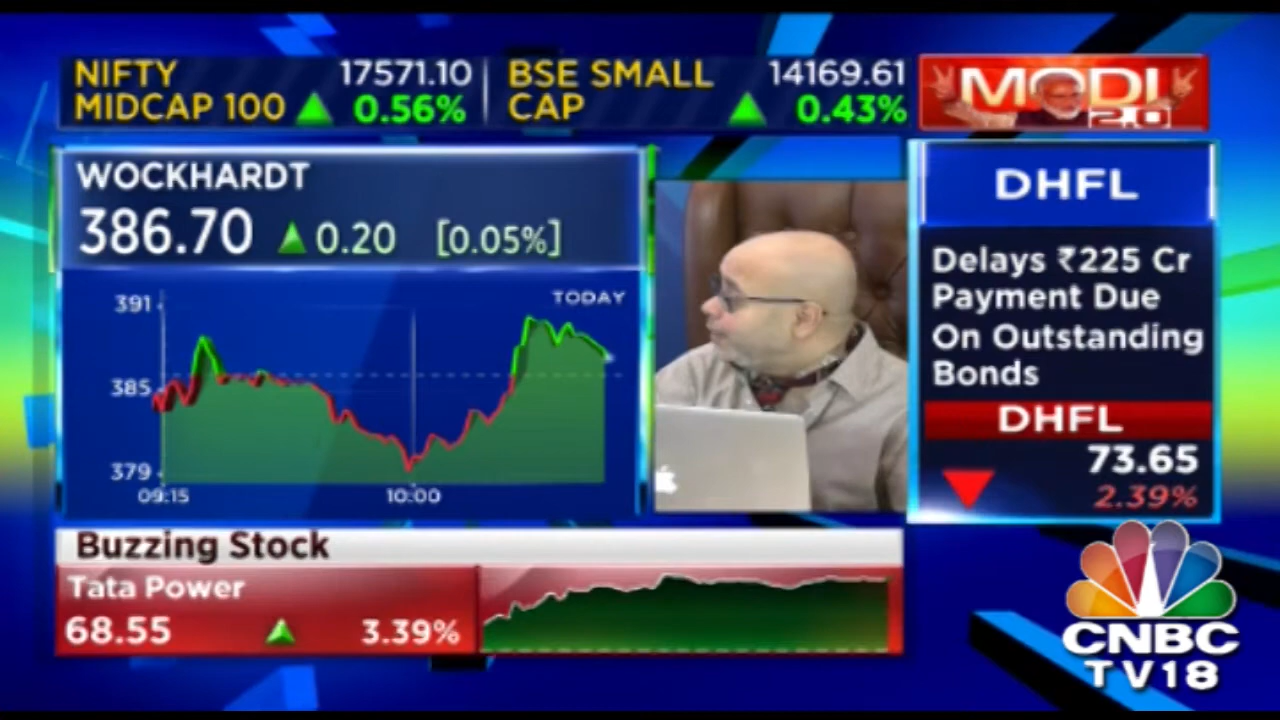 NIFTY
MIDCAP 100
17571.10
0.56%
BSE SMALL
CAP
14169.61
0.43%
MODI
2.0
WOCKHARDT
386.70
0.20
[0.05%]
TODAY
391
385
379
09:15
10:00
DHFL
Delays ₹225 Cr
Payment Due
On Outstanding
Bonds
DHFL
73.65
2.39%
Buzzing Stock
Tata Power
68.55
3.39%
CNBC
TV18